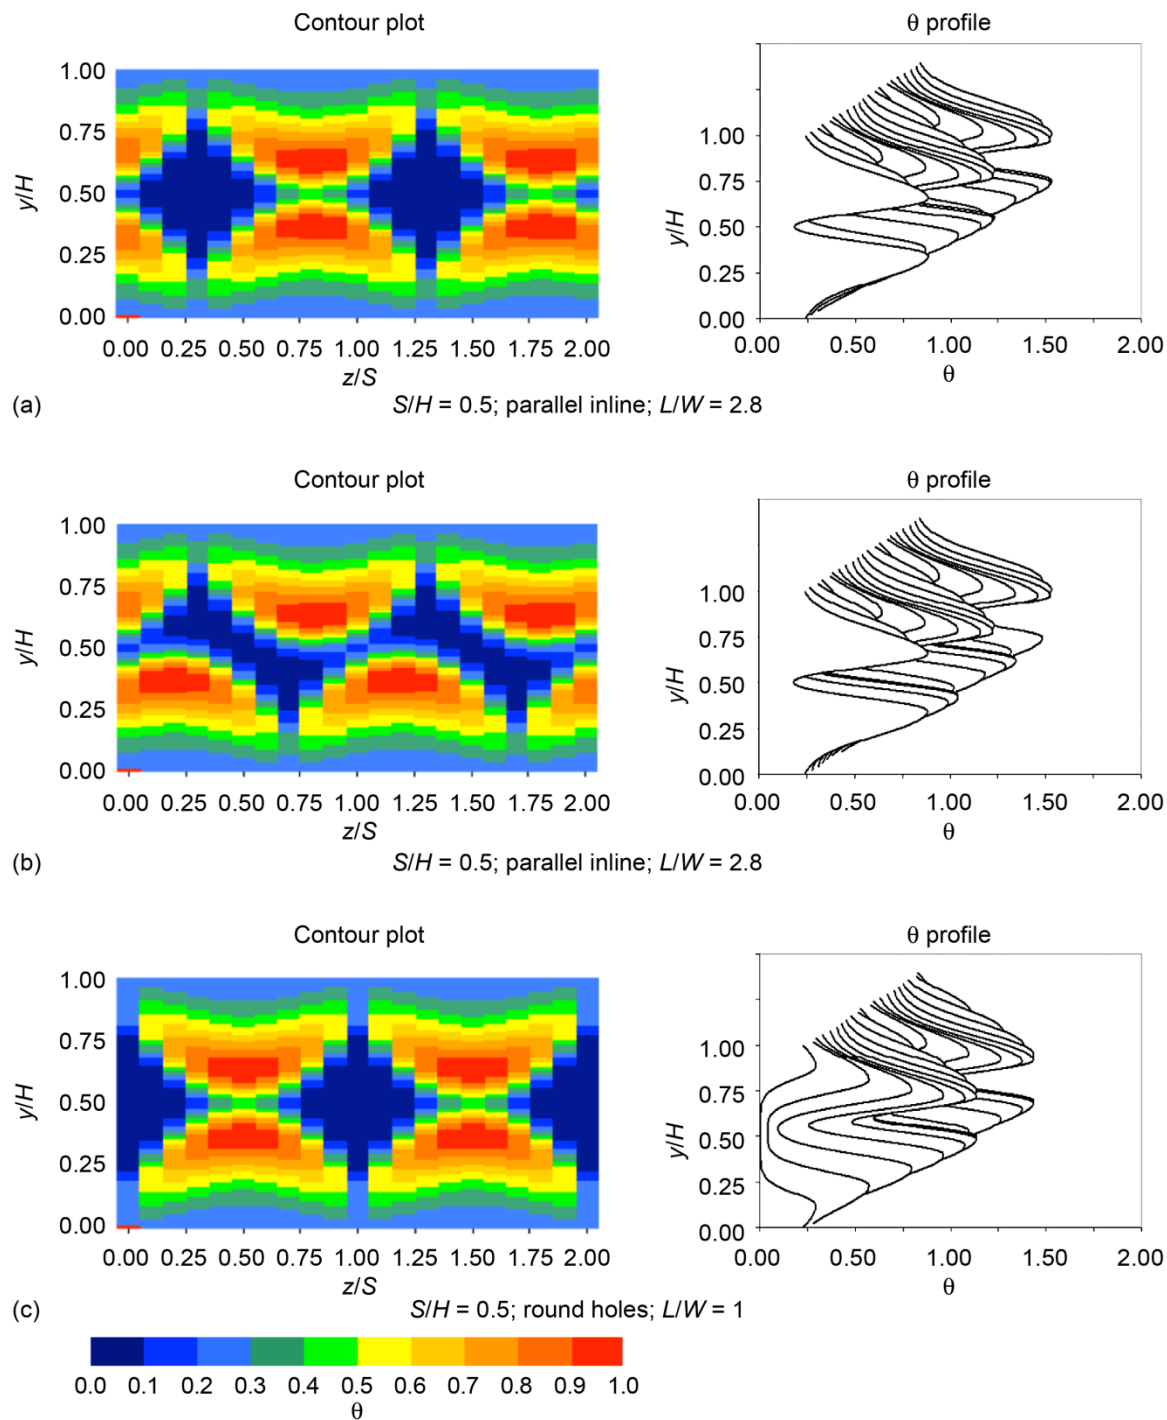 Contour plot
θ profile
1.00
0.75
y/H
0.50
0.25
0.00
0.00 0.25 0.50 0.75 1.00 1.25 1.50 1.75 2.00
z/S
1.00
0.75
y/H
0.50
0.25
0.00
0.00 0.50 1.00 1.50 2.00
θ
(a) S/H = 0.5; parallel inline; L/W = 2.8
Contour plot
θ profile
1.00
0.75
y/H
0.50
0.25
0.00
0.00 0.25 0.50 0.75 1.00 1.25 1.50 1.75 2.00
z/S
1.00
0.75
y/H
0.50
0.25
0.00
0.00 0.50 1.00 1.50 2.00
θ
(b) S/H = 0.5; parallel inline; L/W = 2.8
Contour plot
θ profile
1.00
0.75
y/H
0.50
0.25
0.00
0.00 0.25 0.50 0.75 1.00 1.25 1.50 1.75 2.00
z/S
1.00
0.75
y/H
0.50
0.25
0.00
0.00 0.50 1.00 1.50 2.00
θ
(c) S/H = 0.5; round holes; L/W = 1
0.0 0.1 0.2 0.3 0.4 0.5 0.6 0.7 0.8 0.9 1.0
θ